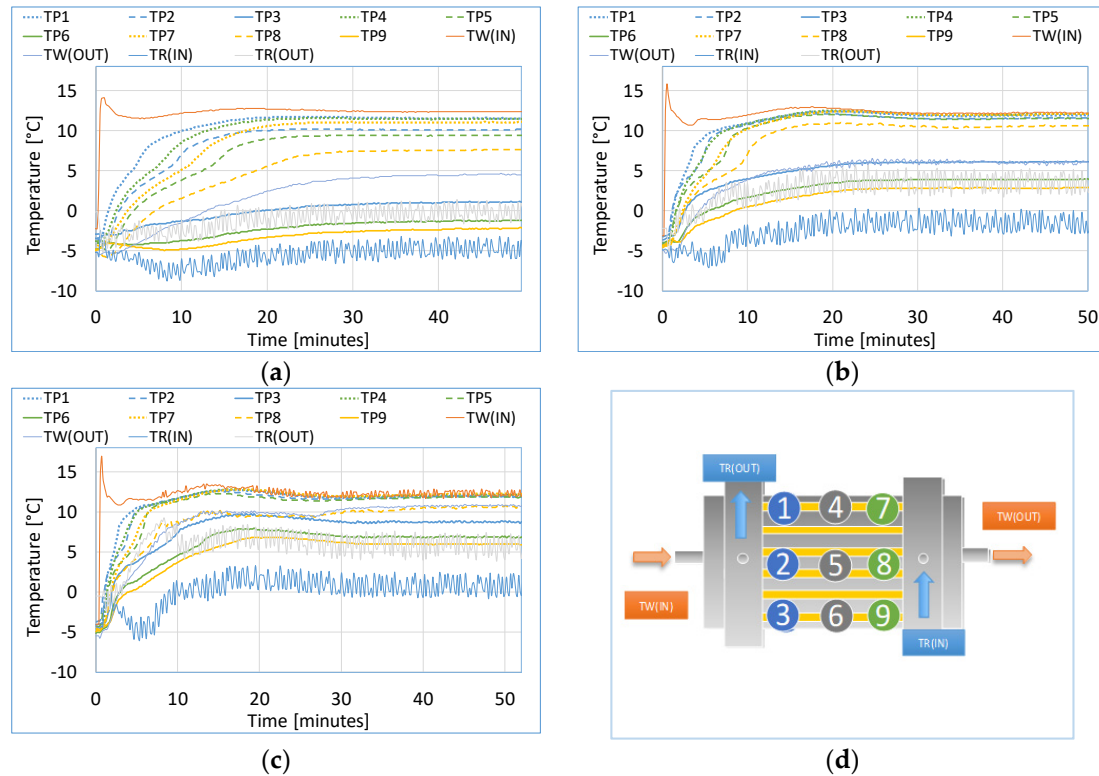 TP1 TP2 TP3 TP4 TP5
TP6 TP7 TP8 TP9 TW(IN)
TW(OUT) TR(IN) TR(OUT)
Temperature [°C]
15
10
5
0
-5
-10
0 10 20 30 40
Time [minutes]
(a)
TP1 TP2 TP3 TP4 TP5
TP6 TP7 TP8 TP9 TW(IN)
TW(OUT) TR(IN) TR(OUT)
Temperature [°C]
15
10
5
0
-5
-10
0 10 20 30 40 50
Time [minutes]
(b)
TP1 TP2 TP3 TP4 TP5
TP6 TP7 TP8 TP9 TW(IN)
TW(OUT) TR(IN) TR(OUT)
Temperature [°C]
15
10
5
0
-5
-10
0 10 20 30 40 50
Time [minutes]
(c)
TR(OUT)
1 4 7
TW(OUT)
2 5 8
TW(IN)
3 6 9
TR(IN)
(d)